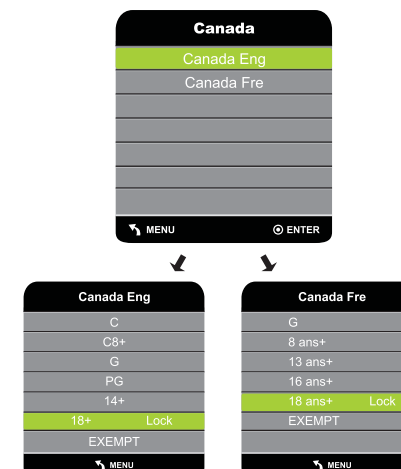 Canada
Canada Eng
Canada Fre
MENU ENTER
Canada Eng
C
C8+
G
PG
14+
18+ Lock
EXEMPT
MENU
Canada Fre
G
8 ans+
13 ans+
16 ans+
18 ans+ Lock
EXEMPT
MENU